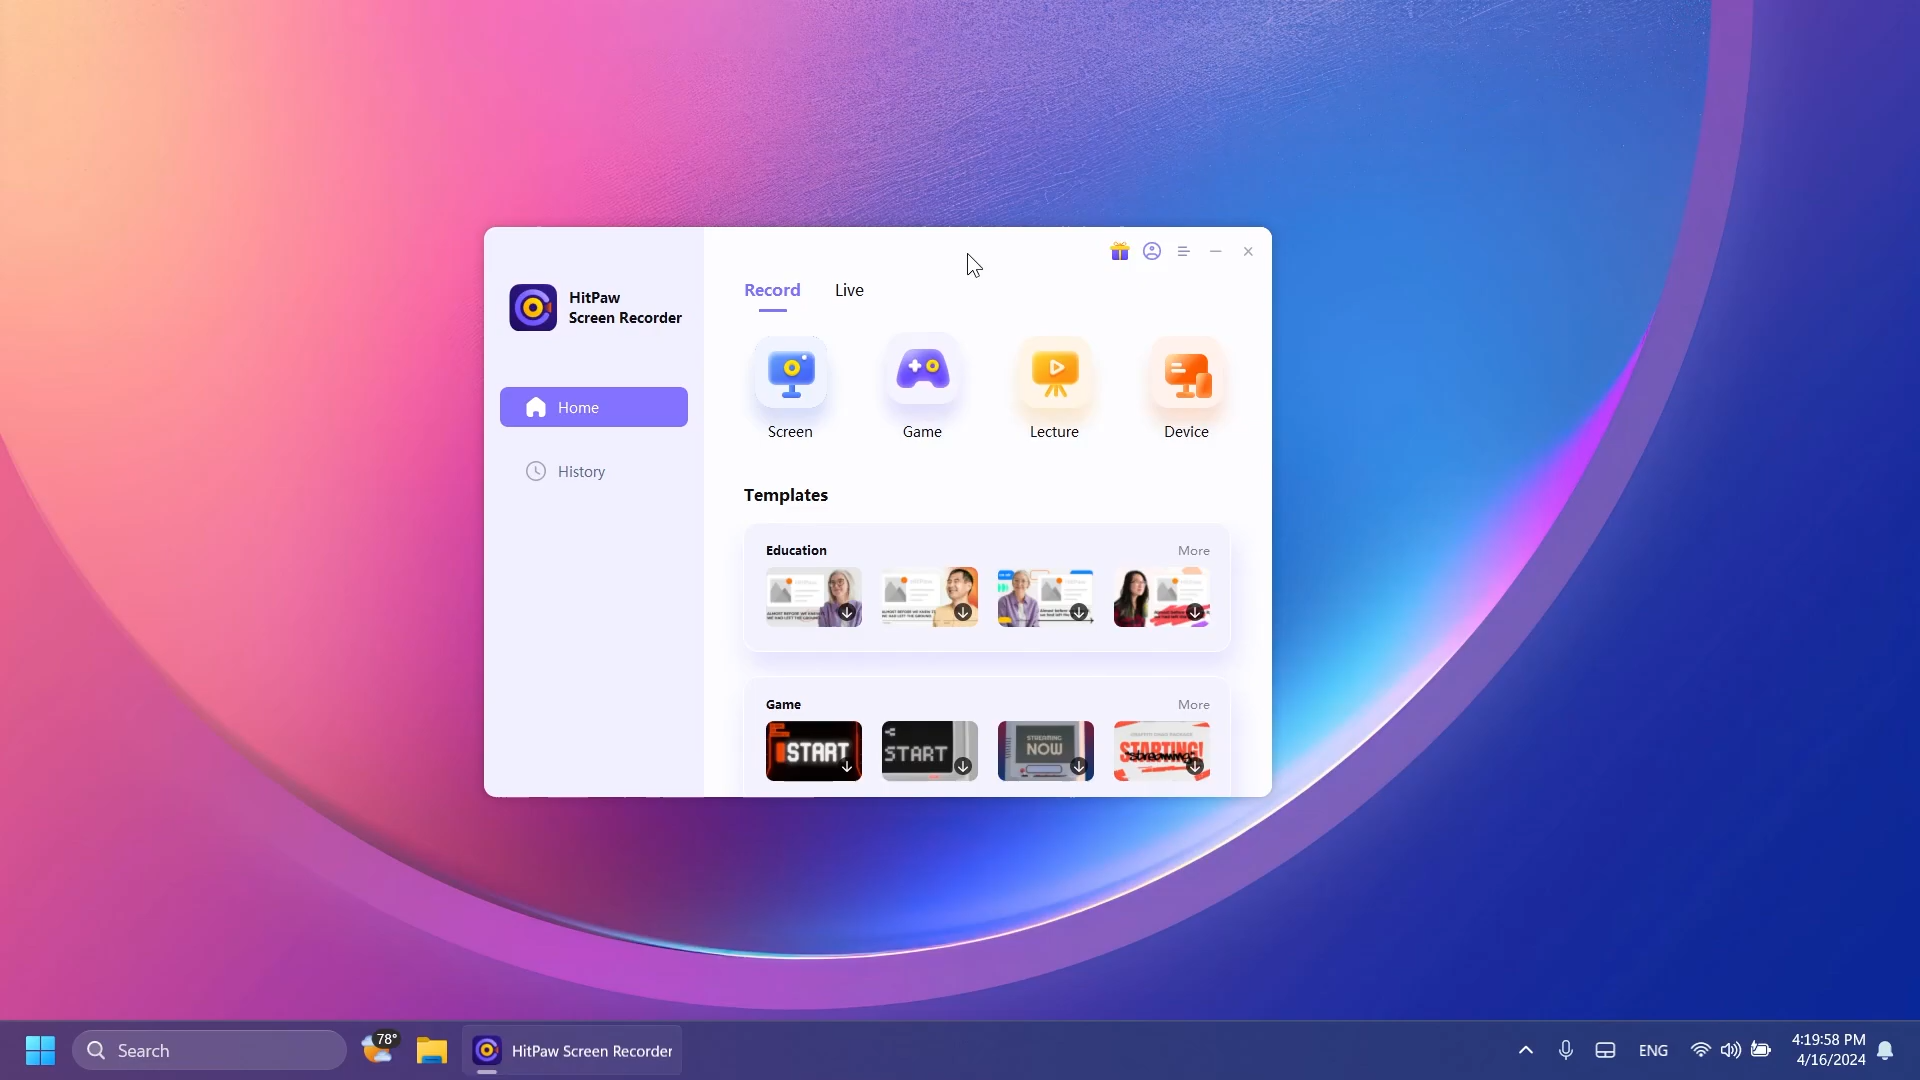 HitPaw
Screen Recorder
Home
History
Record
Live
Screen
Game
Lecture
Device
Templates
Education
More
Game
More
START
START
STREAMING
NOW
STARTING!
Search
78°
HitPaw Screen Recorder
ENG
4:19:58 PM
4/16/2024